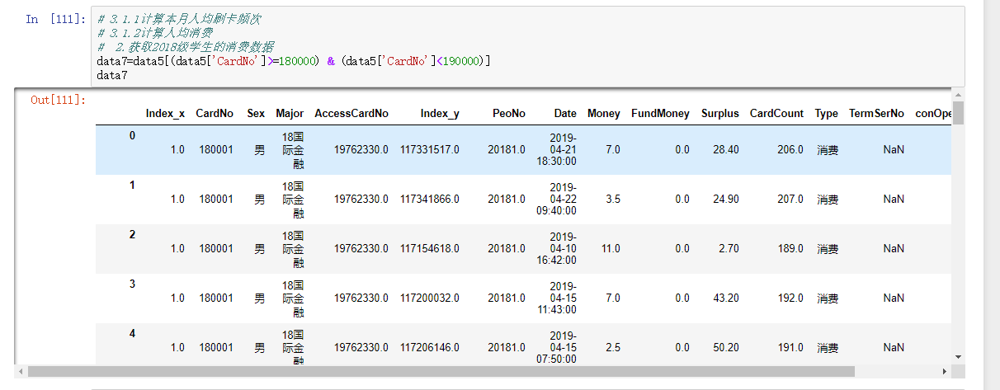 In [111]: # 3.1.1计算本月人均刷卡频次
# 3.1.2计算人均消费
# 2.获取2018级学生的消费数据
data7=data5[(data5['CardNo']>=180000) & (data5['CardNo']<190000)]
data7
Out[111]:
Index_x CardNo Sex Major AccessCardNo Index_y PeoNo Date Money FundMoney Surplus CardCount Type TermSerNo conOpe
0 1.0 180001 男 18国际金融 19762330.0 117331517.0 20181.0 2019-04-21 18:30:00 7.0 0.0 28.40 206.0 消费 NaN
1 1.0 180001 男 18国际金融 19762330.0 117341866.0 20181.0 2019-04-22 09:40:00 3.5 0.0 24.90 207.0 消费 NaN
2 1.0 180001 男 18国际金融 19762330.0 117154618.0 20181.0 2019-04-10 16:42:00 11.0 0.0 2.70 189.0 消费 NaN
3 1.0 180001 男 18国际金融 19762330.0 117200032.0 20181.0 2019-04-15 11:43:00 7.0 0.0 43.20 192.0 消费 NaN
4 1.0 180001 男 18国际金融 19762330.0 117206146.0 20181.0 2019-04-15 07:50:00 2.5 0.0 50.20 191.0 消费 NaN